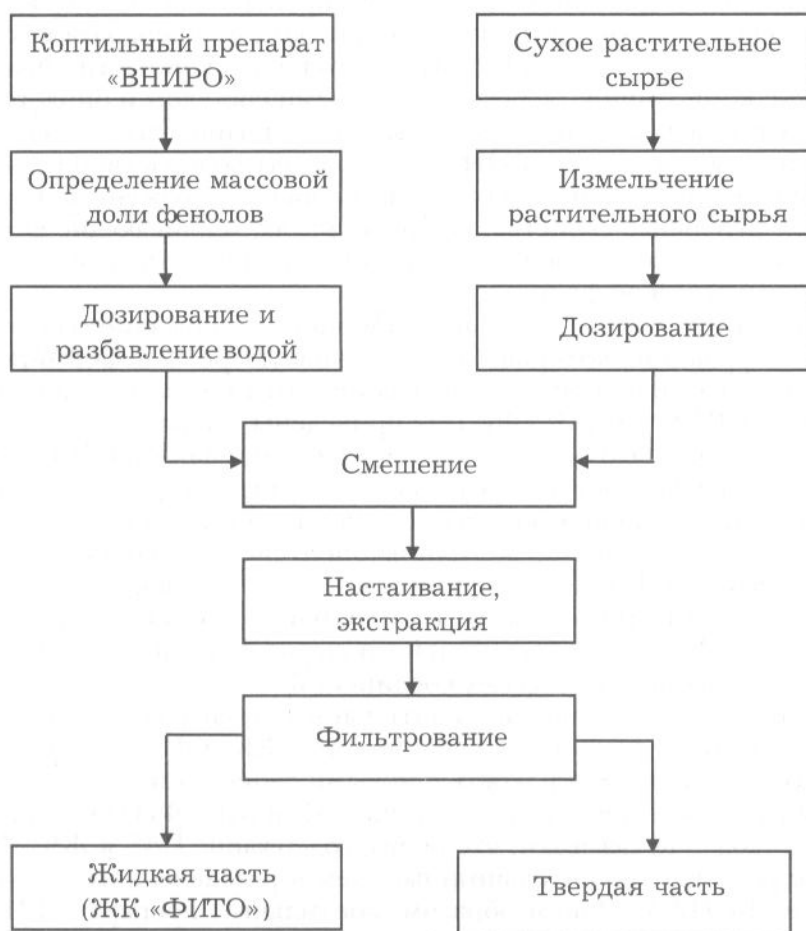 Коптильный препарат
«ВНИРО»
Сухое растительное
сырье
Определение массовой
доли фенолов
Измельчение
растительного сырья
Дозирование и
разбавление водой
Дозирование
Смешение
Настаивание,
экстракция
Фильтрование
Жидкая часть
(ЖК «ФИТО»)
Твердая часть